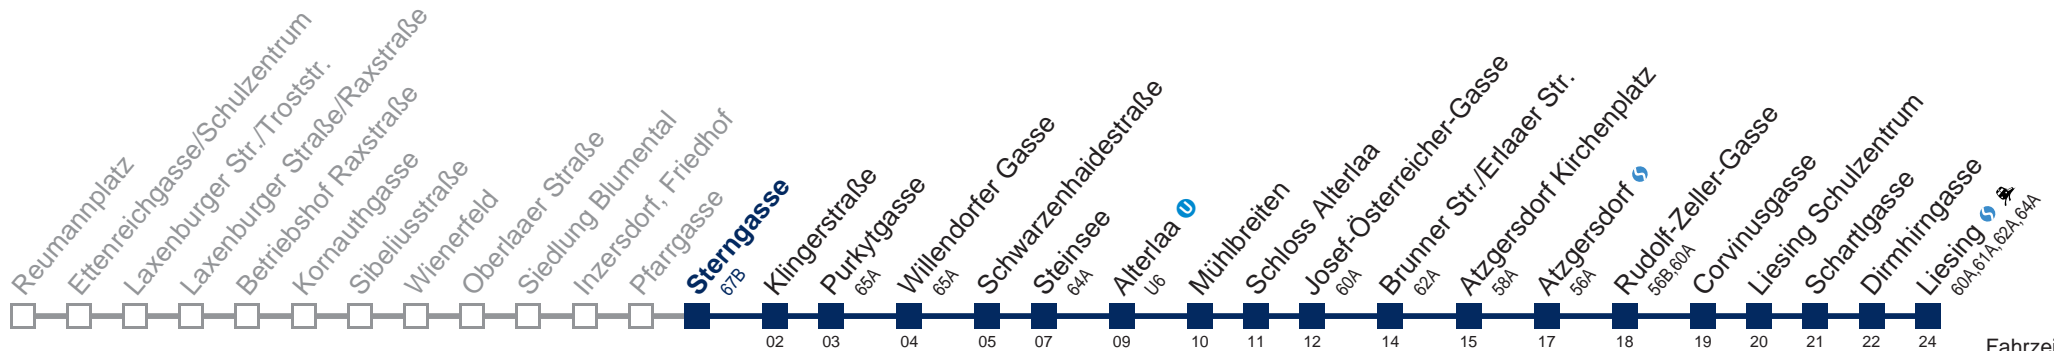 Reumannplatz
Ettenreichgasse/Schulzentrum
Laxenburger Str./Troststr.
Laxenburger Straße/Raxstraße
Betriebshof Raxstraße
Kornauthgasse
Sibeliusstraße
Wienerfeld
Oberlaaer Straße
Siedlung Blumental
Inzersdorf, Friedhof
Pfarrgasse
Sterngasse
67B
Klingerstraße
Purkytgasse
65A
Willendorfer Gasse
65A
Schwarzenhaidestraße
Steinsee
64A
Alterlaa U
U6
Mühlbreiten
Schloss Alterlaa
Josef-Österreicher-Gasse
60A
Brunner Str./Erlaaer Str.
62A
Atzgersdorf Kirchenplatz
58A
Atzgersdorf
56A
Rudolf-Zeller-Gasse
56B,60A
Corvinusgasse
Liesing Schulzentrum
Schartlgasse
Dirmhirngasse
Liesing
60A,61A,62A,64A
02 03 04 05 07 09 10 11 12 14 15 17 18 19 20 21 22 24
Fahrzei